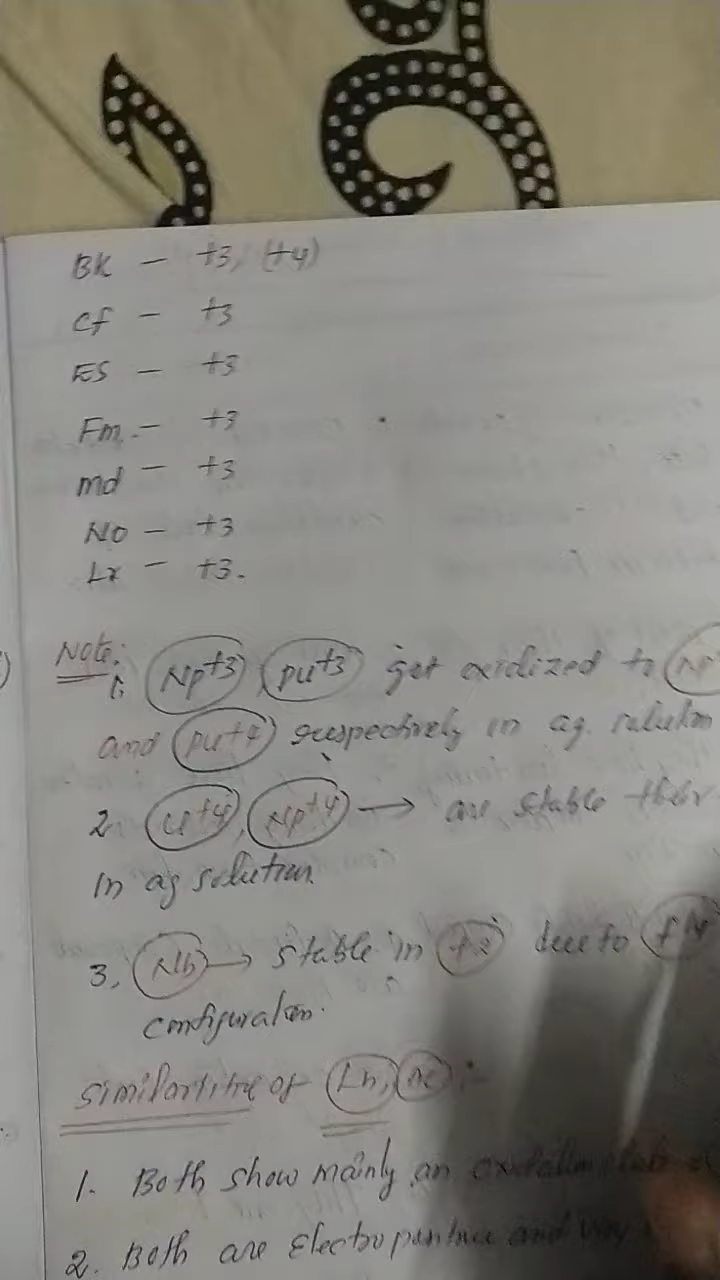 BK - +3, (+4)
Cf - +3
ES - +3
Fm - +3
md - +3
NO - +3
Lr - +3.
Note:
1. Np+3 Pu+3 get oxidized to Np
and Pu+4 respectively in aq. solution
2. U+4, Np+4 → are stable
in aq solution.
3. → stable in +2 due to f14
configuration.
of Ln, Ac :-
1. Both show mainly an
2. Both are and